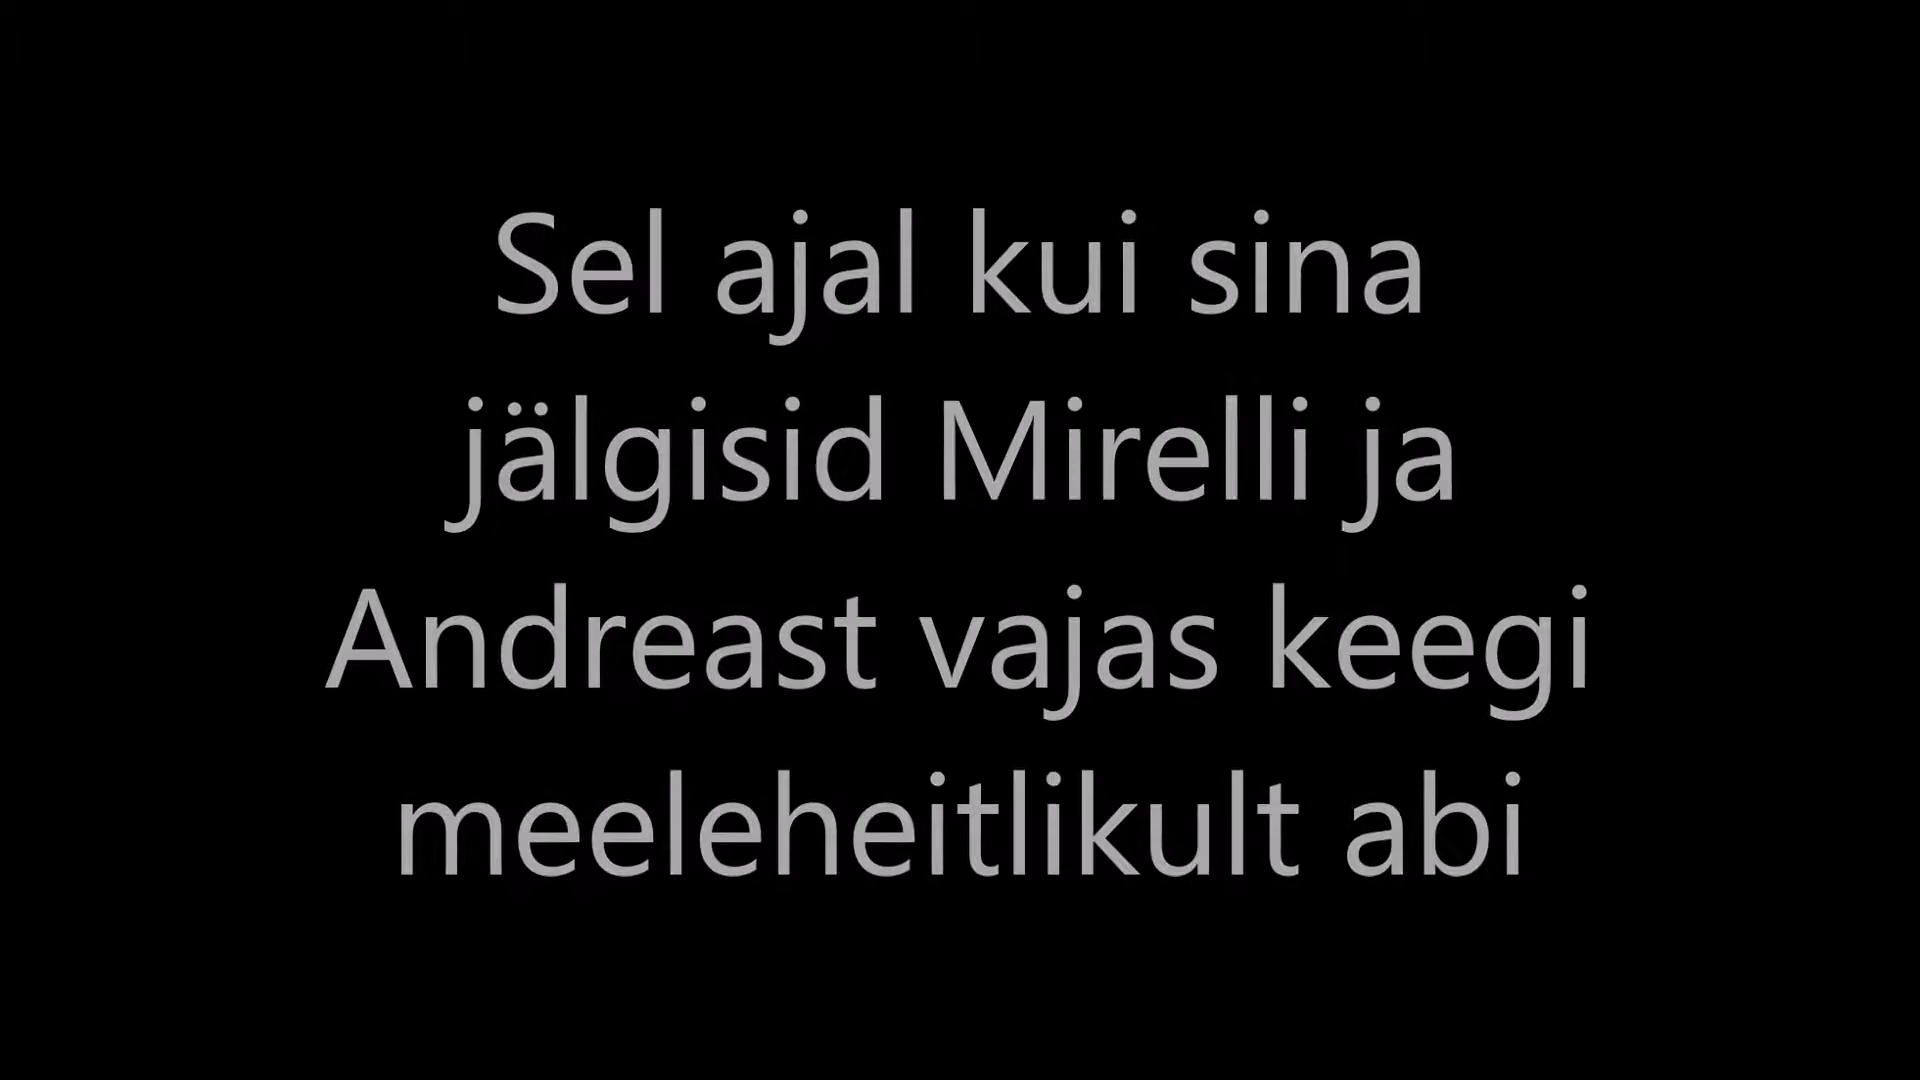 Sel ajal kui sina
jälgisid Mirelli ja
Andreast vajas keegi
meeleheitlikult abi